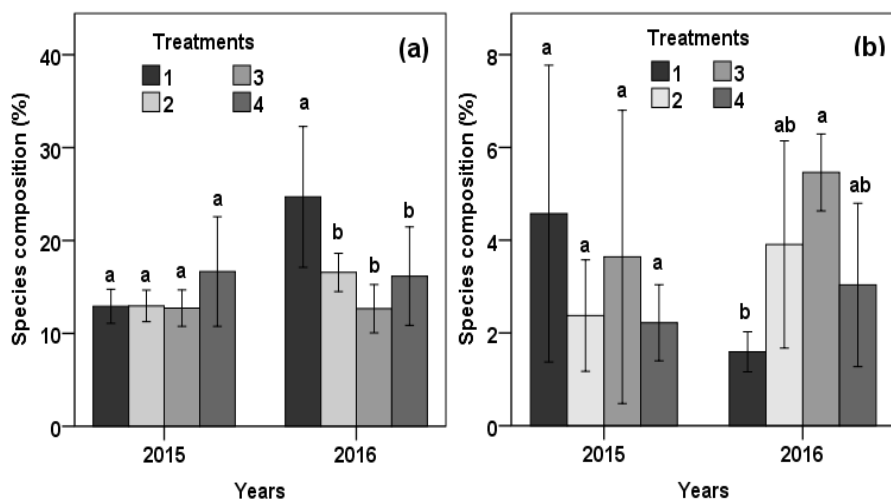 Treatments
(a)
1
3
2
4
Species composition (%)
40
30
20
10
0
a
a
a
a
a
b
b
b
2015
2016
Years
Treatments
(b)
1
3
2
4
Species composition (%)
8
6
4
2
0
a
a
a
a
b
ab
a
ab
2015
2016
Years